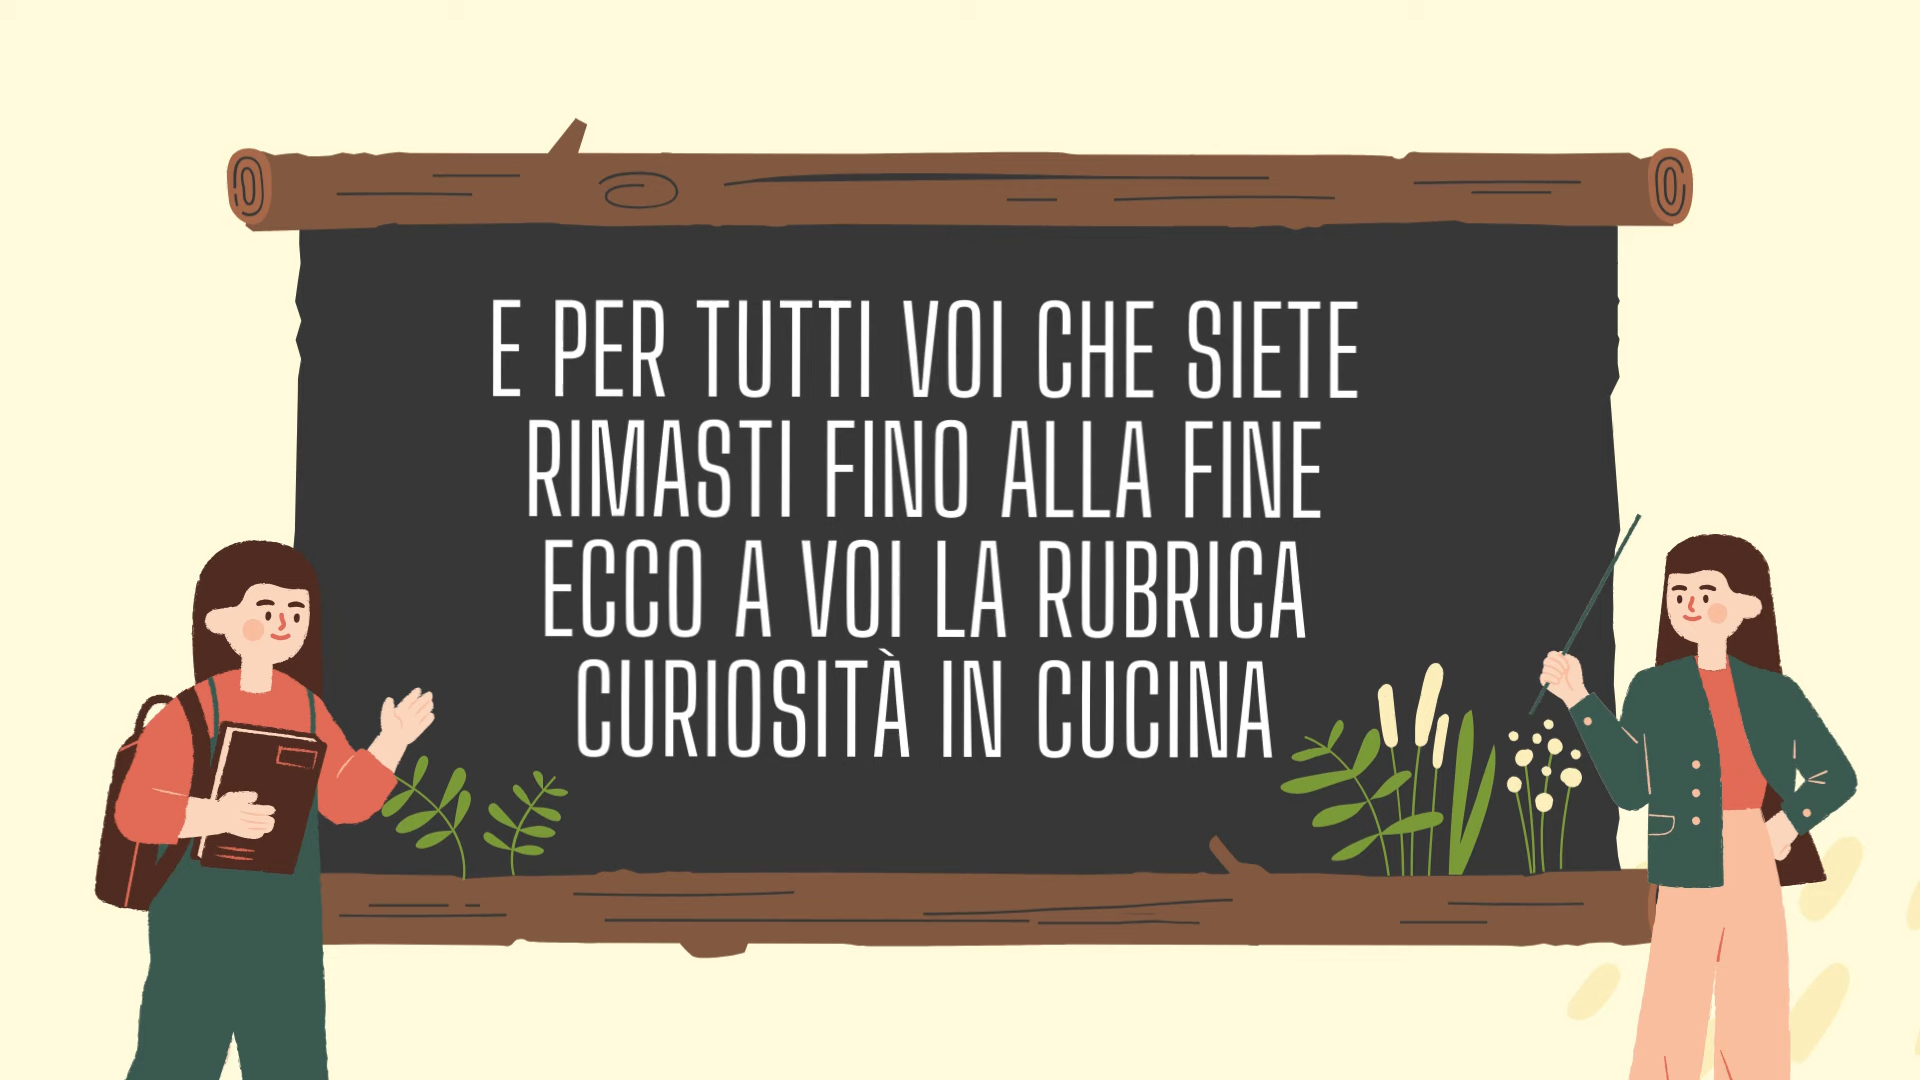 E PER TUTTI VOI CHE SIETE
RIMASTI FINO ALLA FINE
ECCO A VOI LA RUBRICA
CURIOSITÀ IN CUCINA